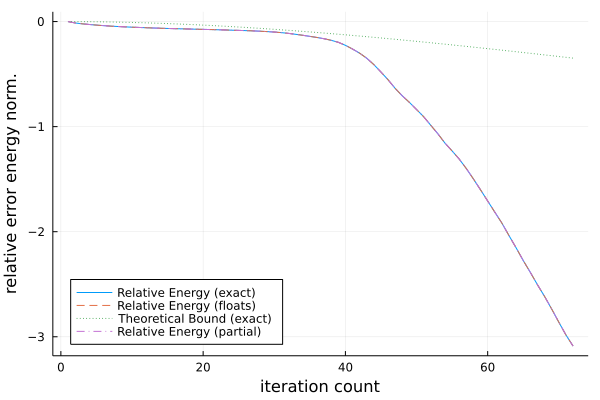 0
−1
−2
−3
relative error energy norm.
Relative Energy (exact)
Relative Energy (floats)
Theoretical Bound (exact)
Relative Energy (partial)
0 20 40 60
iteration count